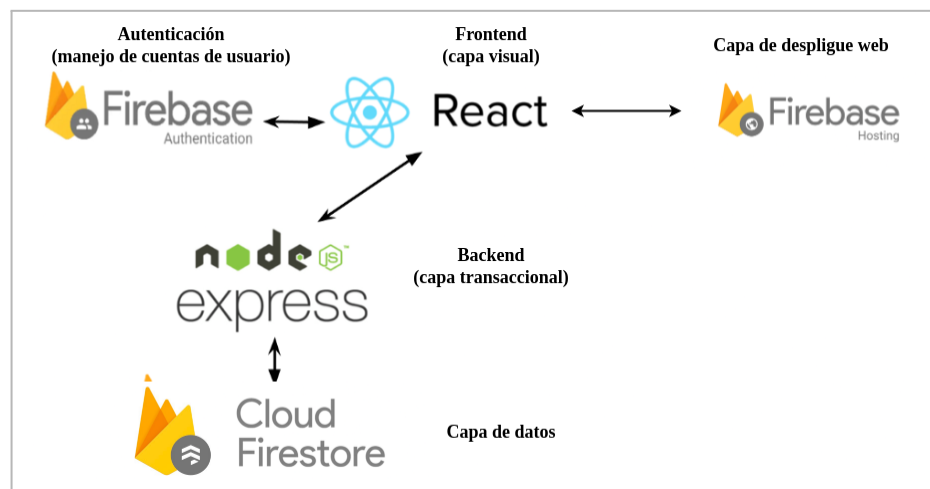 Autenticación
(manejo de cuentas de usuario)
Frontend
(capa visual)
Capa de despligue web
Firebase
Authentication
React
Firebase
Hosting
node
JS™
express
Backend
(capa transaccional)
Cloud
Firestore
Capa de datos